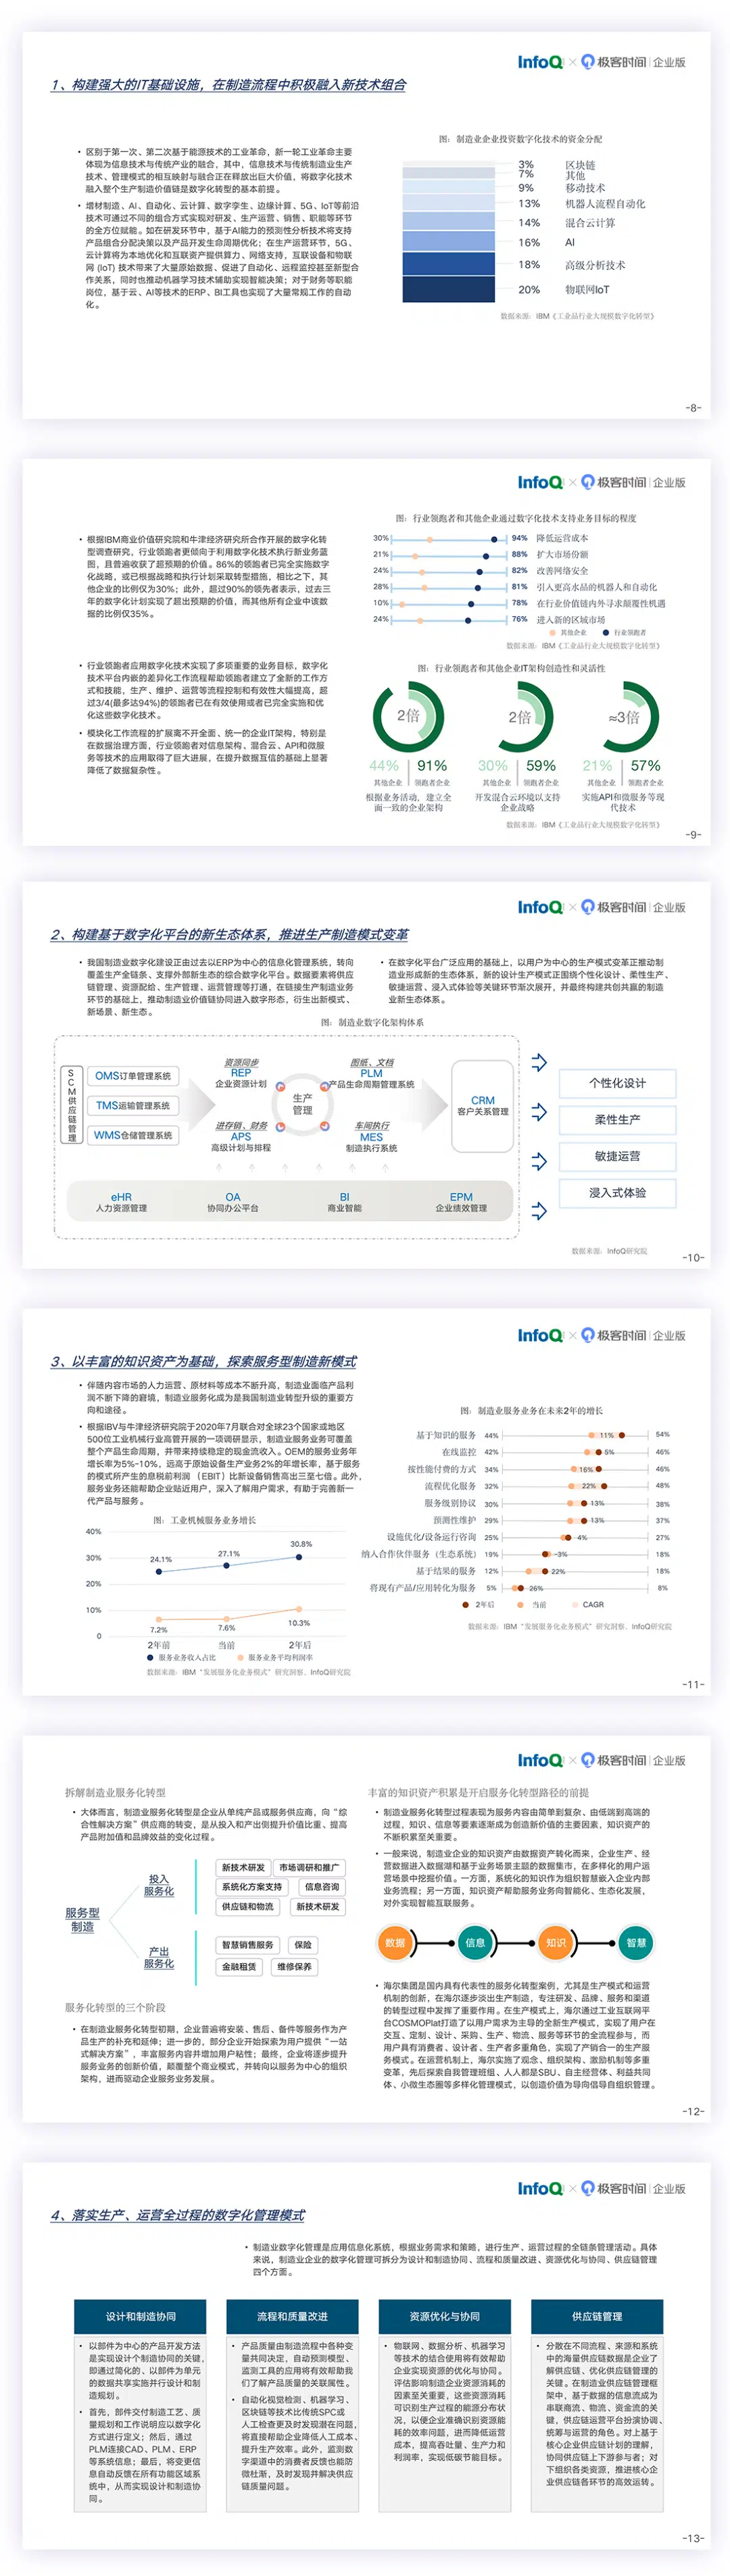 InfoQ × 极客时间 | 企业版
1、构建强大的IT基础设施，在制造流程中积极融入新技术组合
• 区别于第一次、第二次基于能源技术的工业革命，新一轮工业革命主要
体现为信息技术与传统产业的融合，其中，信息技术与传统制造业生产
技术、管理模式的相互映射与融合正在释放出巨大价值，将数字化技术
融入整个生产制造价值链是数字化转型的基本前提。
• 增材制造、AI、自动化、云计算、数字孪生、边缘计算、5G、IoT等前沿
技术可通过不同的组合方式实现对研发、生产运营、销售、职能等环节
的全方位赋能。如在研发环节中，基于AI能力的预测性分析技术将支持
产品组合分配决策以及产品开发生命周期优化；在生产运营环节，5G、
云计算将为本地优化和互联资产提供算力、网络支持，互联设备和物联
网 (IoT) 技术带来了大量原始数据、促进了自动化、远程监控甚至新型合
作关系，同时也推动机器学习技术辅助实现智能决策；对于财务等职能
岗位，基于云、AI等技术的ERP、BI工具也实现了大量常规工作的自动
化。
图：制造业企业投资数字化技术的资金分配
3% 区块链
7% 其他
9% 移动技术
13% 机器人流程自动化
14% 混合云计算
16% AI
18% 高级分析技术
20% 物联网IoT
数据来源：IBM《工业品行业大规模数字化转型》
-8-
InfoQ × 极客时间 | 企业版
• 根据IBM商业价值研究院和牛津经济研究所合作开展的数字化转
型调查研究，行业领跑者更倾向于利用数字化技术执行新业务蓝
图，且普遍收获了超预期的价值。86%的领跑者已完全实施数字
化战略，或已根据战略和执行计划采取转型措施，相比之下，其
他企业的比例仅为30%；此外，超过90%的领先者表示，过去三
年的数字化计划实现了超出预期的价值，而其他所有企业中该数
据的比例仅35%。
• 行业领跑者应用数字化技术实现了多项重要的业务目标，数字化
技术平台内嵌的差异化工作流程帮助领跑者建立了全新的工作方
式和技能，生产、维护、运营等流程控制和有效性大幅提高，超
过3/4(最多达94%)的领跑者已在有效使用或者已完全实施和优
化这些数字化技术。
• 模块化工作流程的扩展离不开全面、统一的企业IT架构，特别是
在数据治理方面，行业领跑者对信息架构、混合云、API和微服
务等技术的应用取得了巨大进展，在提升数据互信的基础上显著
降低了数据复杂性。
图：行业领跑者和其他企业通过数字化技术支持业务目标的程度
30% 94% 降低运营成本
21% 88% 扩大市场份额
24% 82% 改善网络安全
28% 81% 引入更高水品的机器人和自动化
10% 78% 在行业价值链内外寻求颠覆性机遇
24% 76% 进入新的区域市场
其他企业 行业领跑者
数据来源：IBM《工业品行业大规模数字化转型》
图：行业领跑者和其他企业IT架构创造性和灵活性
2倍 2倍 ≈3倍
44% 91% 30% 59% 21% 57%
其他企业 领跑者企业 其他企业 领跑者企业 其他企业 领跑者企业
根据业务活动，建立全
面一致的企业架构
开发混合云环境以支持
企业战略
实施API和微服务等现
代技术
数据来源：IBM《工业品行业大规模数字化转型》
-9-
InfoQ × 极客时间 | 企业版
2、构建基于数字化平台的新生态体系，推进生产制造模式变革
• 我国制造业数字化建设正由过去以ERP为中心的信息化管理系统，转向
覆盖生产全链条、支撑外部新生态的综合数字化平台。数据要素将供应
链管理、资源配给、生产管理、运营管理等打通，在链接生产制造业务
环节的基础上，推动制造业价值链协同进入数字形态，衍生出新模式、
新场景、新生态。
• 在数字化平台广泛应用的基础上，以用户为中心的生产模式变革正推动制
造业形成新的生态体系，新的设计生产模式正围绕个性化设计、柔性生产、
敏捷运营、浸入式体验等关键环节渐次展开，并最终构建共创共赢的制造
业新生态体系。
图：制造业数字化架构体系
SCM供应链管理
OMS订单管理系统
TMS运输管理系统
WMS仓储管理系统
资源同步
REP
企业资源计划
进存销、财务
APS
高级计划与排程
生产
管理
图纸、文档
PLM
产品生命周期管理系统
车间执行
MES
制造执行系统
CRM
客户关系管理
eHR OA BI EPM
人力资源管理 协同办公平台 商业智能 企业绩效管理
个性化设计
柔性生产
敏捷运营
浸入式体验
数据来源：InfoQ研究院
-10-
InfoQ × 极客时间 | 企业版
3、以丰富的知识资产为基础，探索服务型制造新模式
• 伴随内容市场的人力运营、原材料等成本不断升高，制造业面临产品利
润不断下降的窘境，制造业服务化成为是我国制造业转型升级的重要方
向和途径。
• 根据IBV与牛津经济研究院于2020年7月联合对全球23个国家或地区
500位工业机械行业高管开展的一项调研显示，制造业服务业务可覆盖
整个产品生命周期，并带来持续稳定的现金流收入。OEM的服务业务年
增长率为5%-10%，远高于原始设备生产业务2%的年增长率，基于服务
的模式所产生的息税前利润 （EBIT）比新设备销售高出三至七倍。此外，
服务业务还能帮助企业贴近用户，深入了解用户需求，有助于完善新一
代产品与服务。
图：工业机械服务业务增长
40%
30%
20%
10%
0
24.1% 27.1% 30.8%
7.2% 7.6% 10.3%
2年前 当前 2年后
服务业务收入占比 服务业务平均利润率
数据来源：IBM “发展服务化业务模式” 研究洞察、InfoQ研究院
图：制造业服务业务在未来2年的增长
基于知识的服务 44% 11% 54%
在线监控 42% 5% 46%
按性能付费的方式 34% 16% 46%
流程优化服务 32% 22% 48%
服务级别协议 30% 13% 38%
预测性维护 29% 13% 37%
设施优化/设备运行咨询 25% 4% 27%
纳入合作伙伴服务（生态系统） 19% -3% 18%
基于结果的服务 12% 22% 18%
将现有产品/应用转化为服务 5% 26% 8%
2年后 当前 CAGR
数据来源：IBM “发展服务化业务模式” 研究洞察、InfoQ研究院
-11-
InfoQ × 极客时间 | 企业版
拆解制造业服务化转型
• 大体而言，制造业服务化转型是企业从单纯产品或服务供应商，向 “综
合性解决方案” 供应商的转变，是从投入和产出侧提升价值比重、提高
产品附加值和品牌效益的变化过程。
服务型
制造
投入
服务化
新技术研发 市场调研和推广
系统化方案支持 信息咨询
供应链和物流 新技术研发
产出
服务化
智慧销售服务 保险
金融租赁 维修保养
服务化转型的三个阶段
• 在制造业服务化转型初期，企业普遍将安装、售后、备件等服务作为产
品生产的补充和延伸；进一步的，部分企业开始探索为用户提供 “一站
式解决方案”，丰富服务内容并增加用户粘性；最终，企业将逐步提升
服务业务的创新价值，颠覆整个商业模式，并转向以服务为中心的组织
架构，进而驱动企业服务业务发展。
丰富的知识资产积累是开启服务化转型路径的前提
• 制造业服务化转型过程表现为服务内容由简单到复杂、由低端到高端的
过程，知识、信息等要素逐渐成为创造新价值的主要因素，知识资产的
不断积累至关重要。
• 一般来说，制造业企业的知识资产由数据资产转化而来，企业生产、经
营数据进入数据湖和基于业务场景主题的数据集市，在多样化的用户运
营场景中挖掘价值。一方面，系统化的知识作为组织智慧嵌入企业内部
业务流程；另一方面，知识资产帮助服务业务向智能化、生态化发展，
对外实现智能互联服务。
数据 信息 知识 智慧
• 海尔集团是国内具有代表性的服务化转型案例，尤其是生产模式和运营
机制的创新，在海尔逐步淡出生产制造，专注研发、品牌、服务和渠道
的转型过程中发挥了重要作用。在生产模式上，海尔通过工业互联网平
台COSMOPlat打造了以用户需求为主导的全新生产模式，实现了用户在
交互、定制、设计、采购、生产、物流、服务等环节的全流程参与，而
用户具有消费者、设计者、生产者多重角色，实现了产销合一的生产服
务模式。在运营机制上，海尔实施了观念、组织架构、激励机制等多重
变革，先后探索自我管理班组、人人都是SBU、自主经营体、利益共同
体、小微生态圈等多样化管理模式，以创造价值为导向倡导自组织管理。
-12-
InfoQ × 极客时间 | 企业版
4、落实生产、运营全过程的数字化管理模式
• 制造业数字化管理是应用信息化系统，根据业务需求和策略，进行生产、运营过程的全链条管理活动。具体
来说，制造业企业的数字化管理可拆分为设计和制造协同、流程和质量改进、资源优化与协同、供应链管理
四个方面。
设计和制造协同
• 以部件为中心的产品开发方法
是实现设计个制造协同的关键，
即通过简化的、以部件为单元
的数据共享实施并行设计和制
造规划。
• 首先，部件交付制造工艺、质
量规划和工作说明应以数字化
方式进行定义；然后，通过
PLM连接CAD、PLM、ERP
等系统信息；最后，将变更信
息自动反馈在所有功能区域系
统中，从而实现设计和制造协
同。
流程和质量改进
• 产品质量由制造流程中各种变
量共同决定，自动预测模型、
监测工具的应用将有效帮助我
们了解产品质量的关联属性。
• 自动化视觉检测、机器学习、
区块链等技术比传统SPC或
人工检查更及时发现潜在问题，
将直接帮助企业降低人工成本、
提升生产效率。此外，监测数
字渠道中的消费者反馈也能防
微杜渐，及时发现并解决供应
链质量问题。
资源优化与协同
• 物联网、数据分析、机器学习
等技术的结合使用将有效帮助
企业实现资源的优化与协同。
评估影响制造企业资源消耗的
因素至关重要，这些资源消耗
可识别生产过程的能源分布状
况，以便企业准确识别资源能
耗的效率问题，进而降低运营
成本，提高吞吐量、生产力和
利润率，实现低碳节能目标。
供应链管理
• 分散在不同流程、来源和系统
中的海量供应链数据是企业了
解供应链、优化供应链管理的
关键。在制造业供应链管理框
架中，基于数据的信息流成为
串联商流、物流、资金流的关
键，供应链运营平台扮演协调、
统筹与运营的角色。对上基于
核心企业供应链计划的理解，
协同供应链上下游参与者；对
下组织各类资源，推进核心企
业供应链各环节的高效运转。
-13-